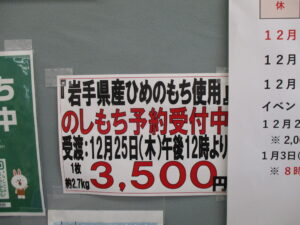 ち
中
『岩手県産ひめのもち使用』
のしもち予約受付中
受渡:12月25日(木)午後12時より
1枚
約2.7kg
3,500円
休
12月
12月
12月
イベン
12月2
※2,0
1月3日(
※8時